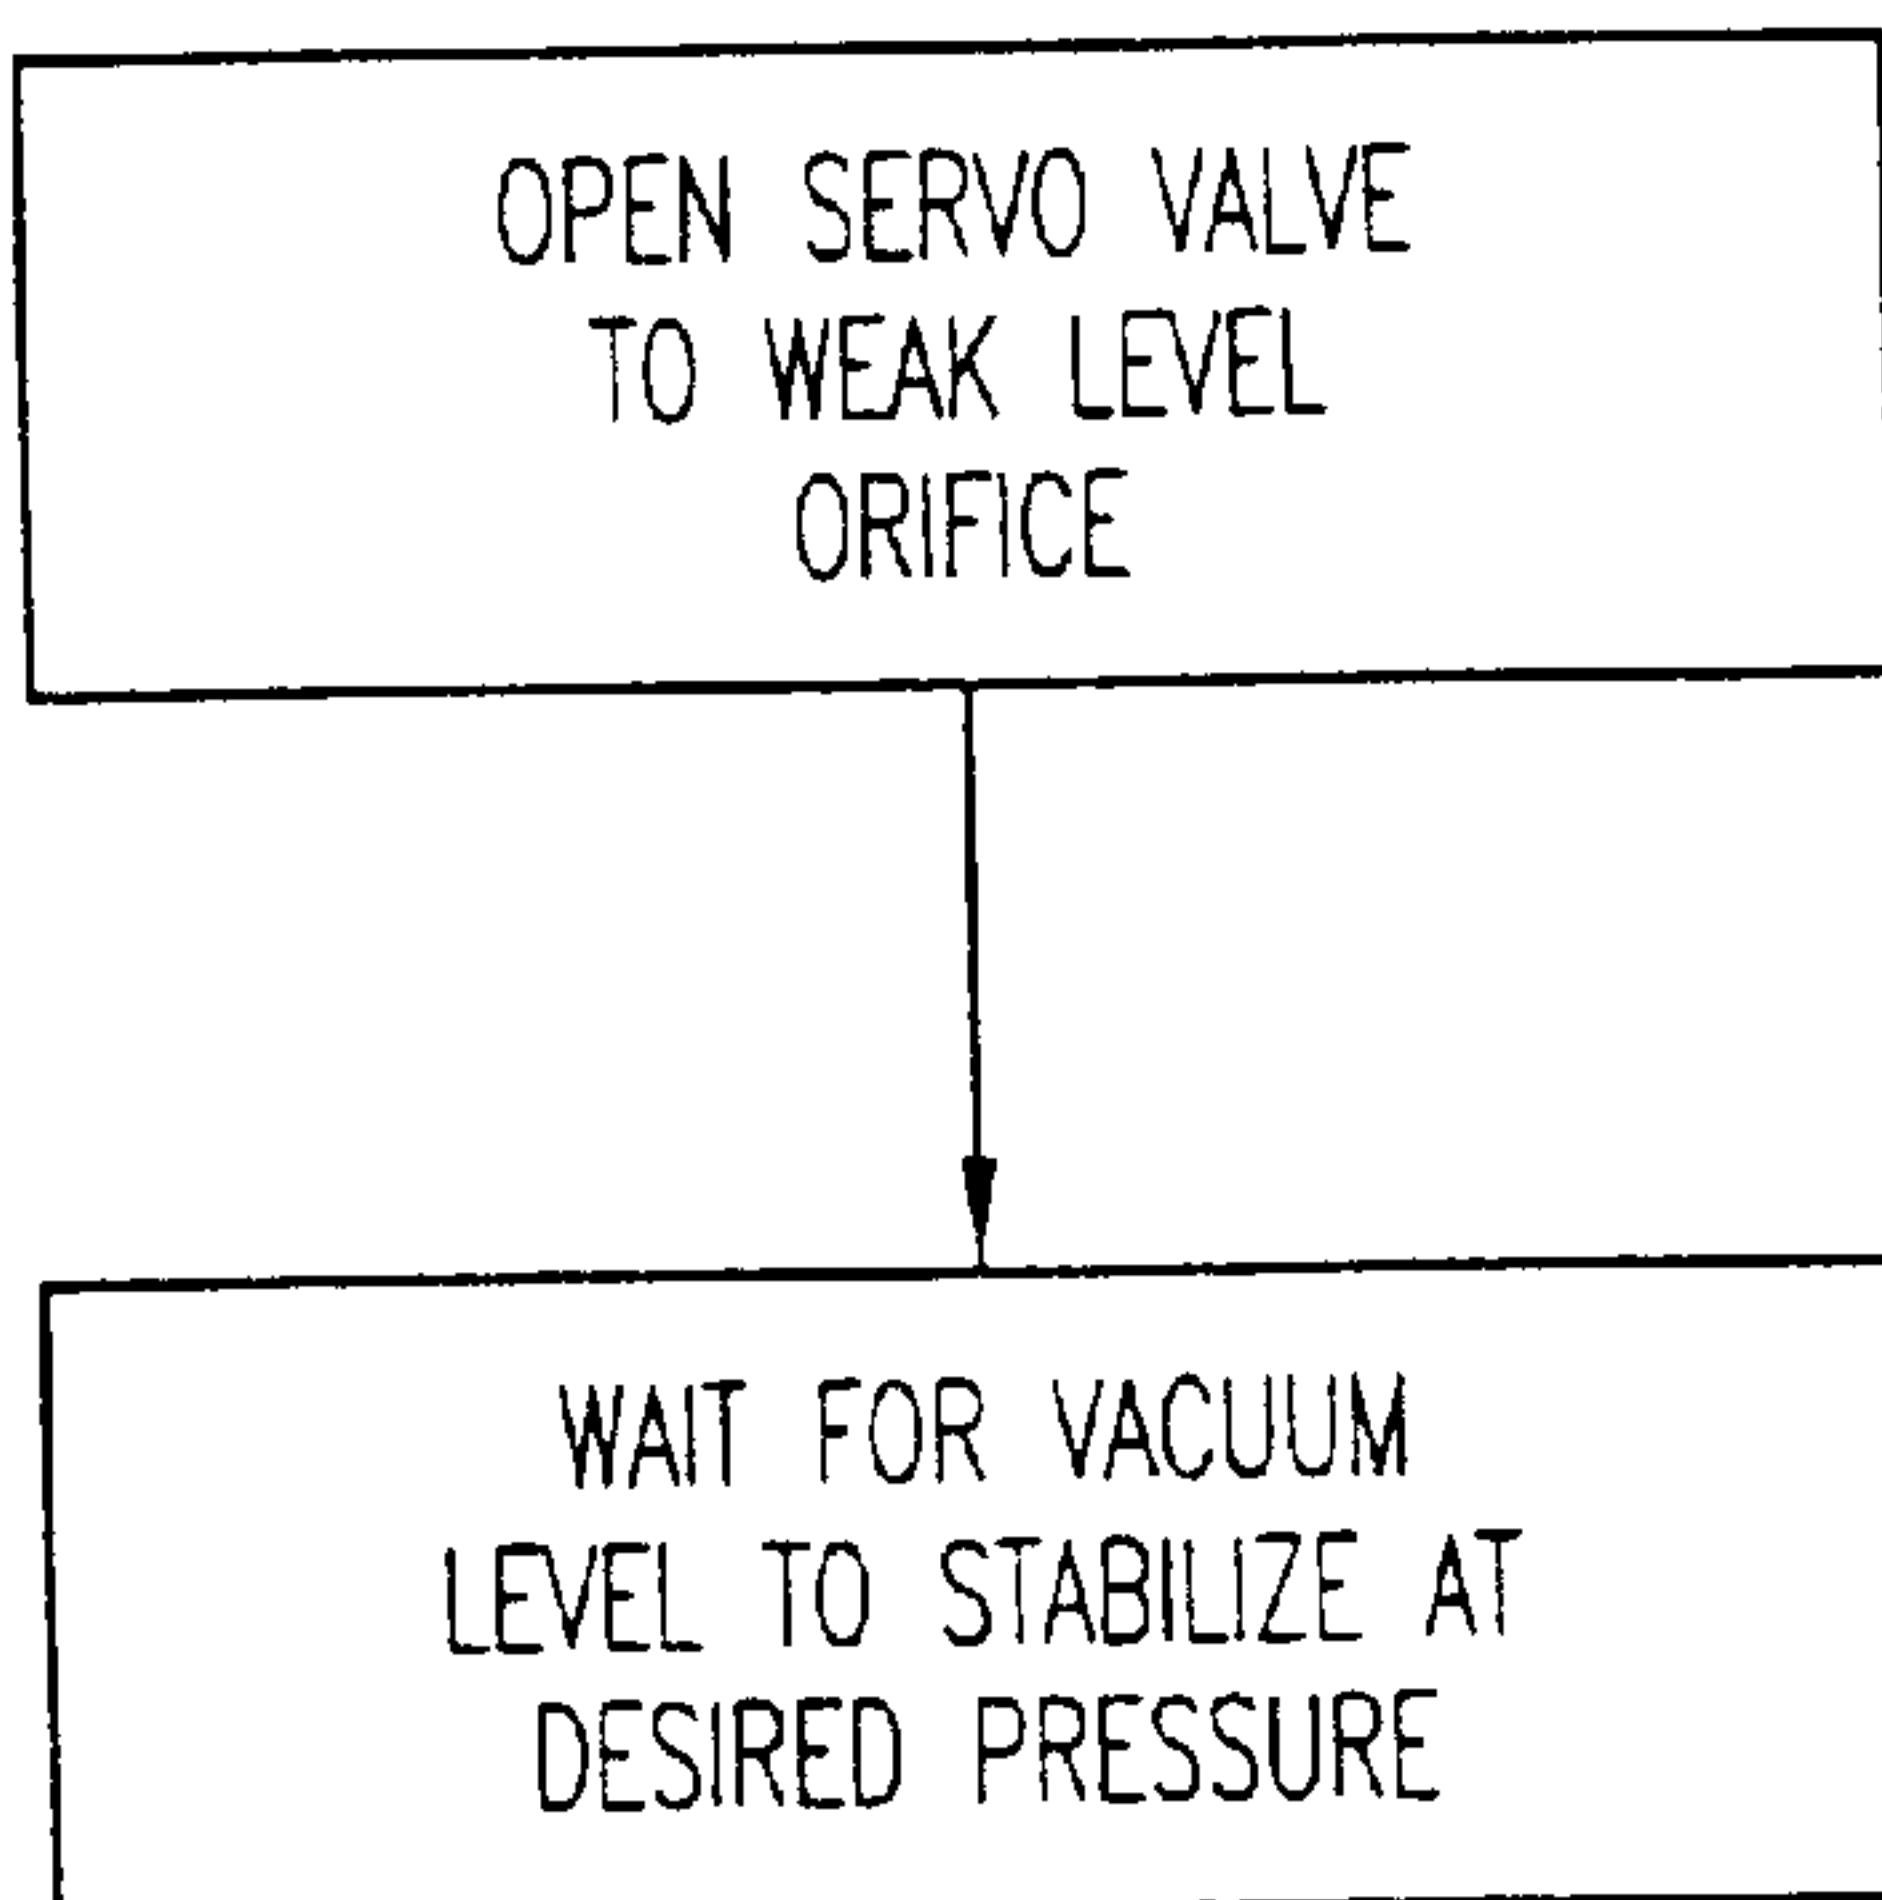 OPEN SERVO VALVE
TO WEAK LEVEL
ORIFICE
WAIT FOR VACUUM
LEVEL TO STABILIZE AT
DESIRED PRESSURE